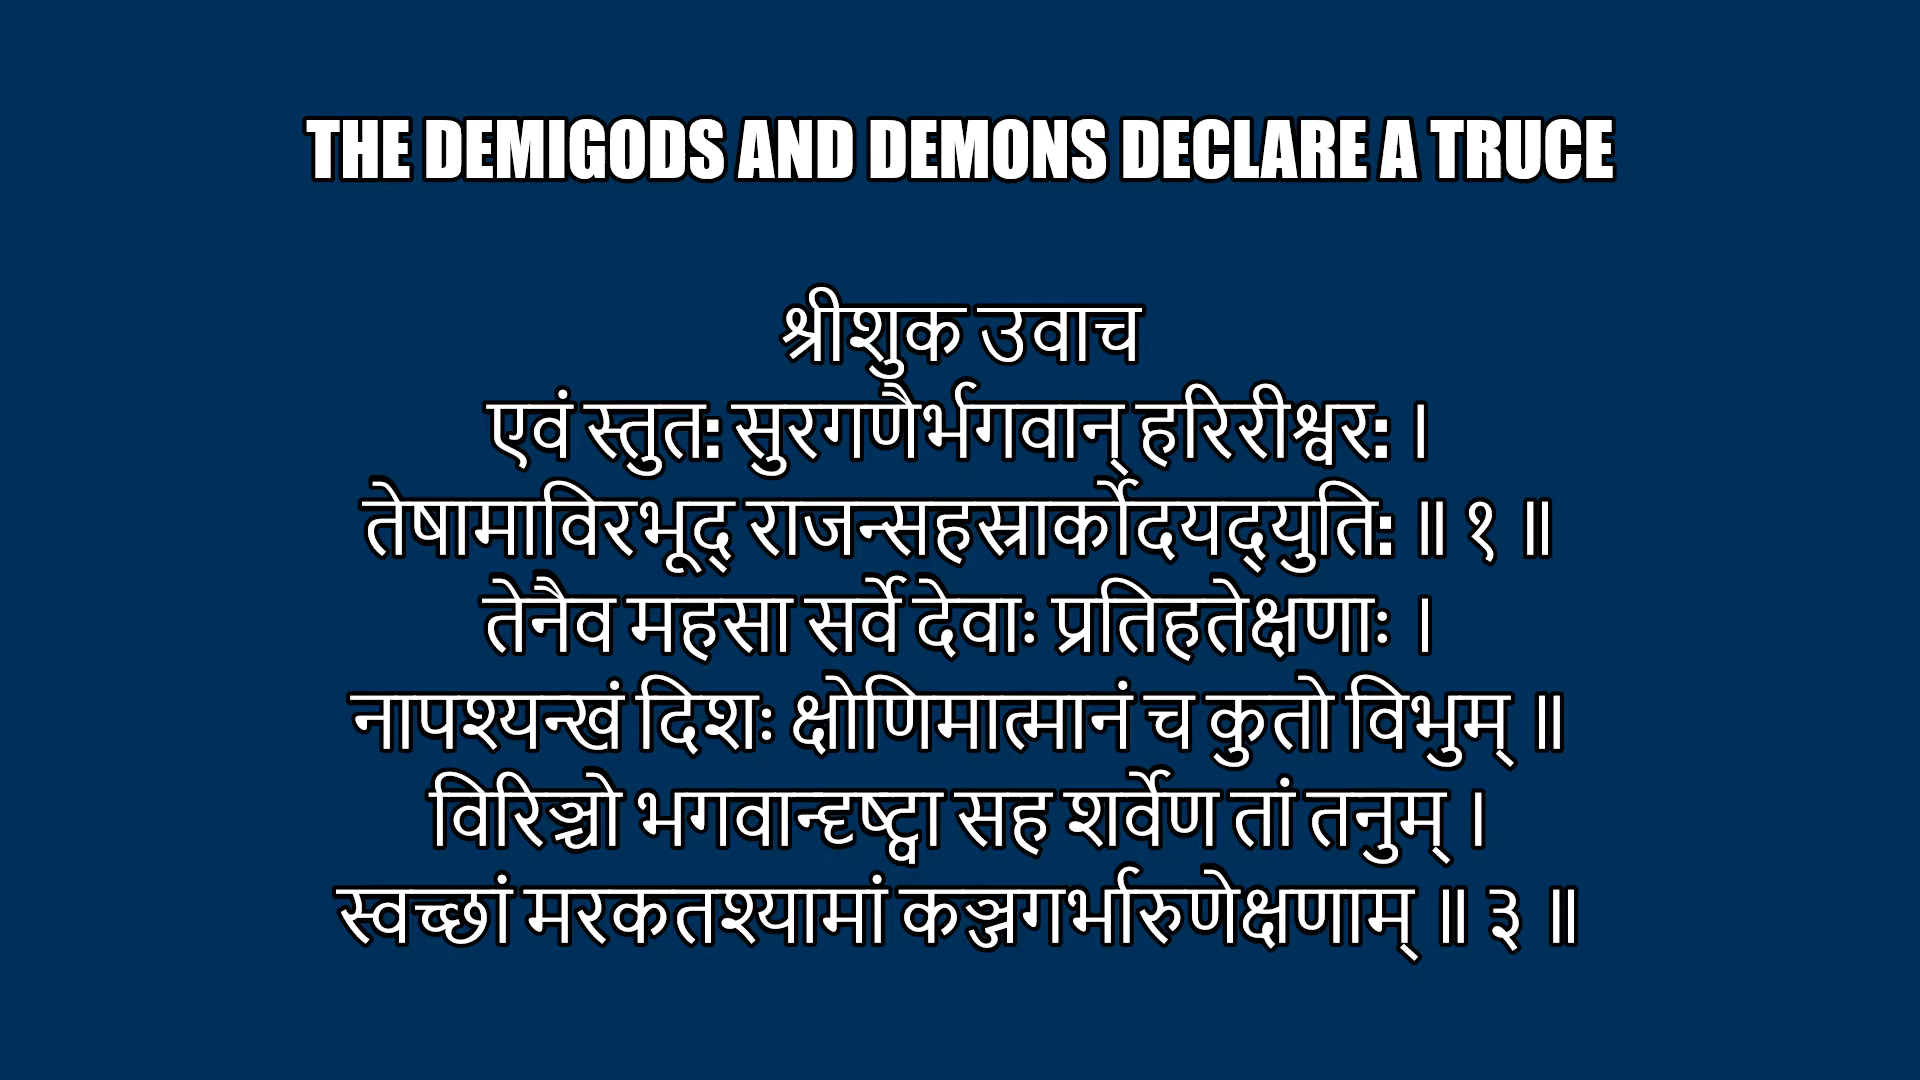 THE DEMIGODS AND DEMONS DECLARE A TRUCE
श्रीशुक उवाच
एवं स्तुत: सुरगणैर्भगवान् हरिरीश्वर: ।
तेषामाविरभूद् राजन्सहस्रार्कोदयद्युति: ॥ १ ॥
तेनैव महसा सर्वे देवाः प्रतिहतेक्षणाः ।
नापश्यन्खं दिशः क्षोणिमात्मानं च कुतो विभुम् ॥
विरिञ्चो भगवान्दृष्ट्वा सह शर्वेण तां तनुम् ।
स्वच्छां मरकतश्यामां कञ्जगर्भारुणेक्षणाम् ॥ ३ ॥